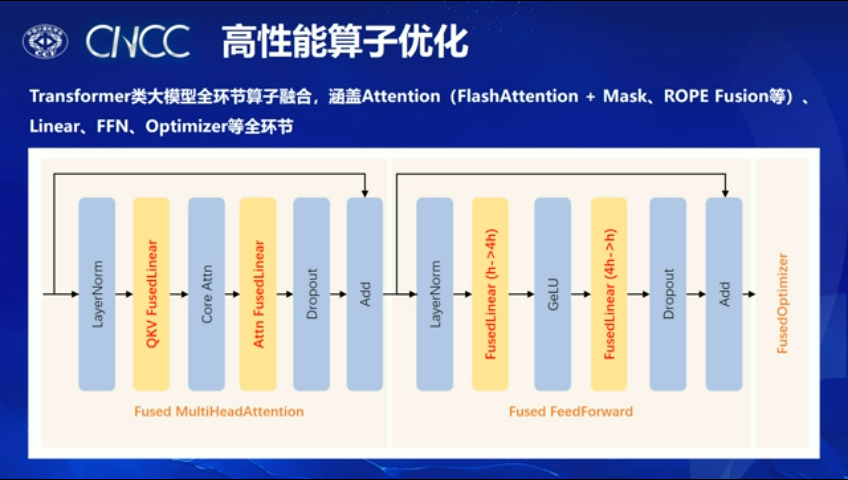 CNCC
高性能算子优化
Transformer类大模型全环节算子融合，涵盖Attention（FlashAttention + Mask、ROPE Fusion等）、
Linear、FFN、Optimizer等全环节
LayerNorm
QKV FusedLinear
Core Attn
Attn FusedLinear
Dropout
Add
LayerNorm
FusedLinear (h->4h)
GeLU
FusedLinear (4h->h)
Dropout
Add
FusedOptimizer
Fused MultiHeadAttention
Fused FeedForward